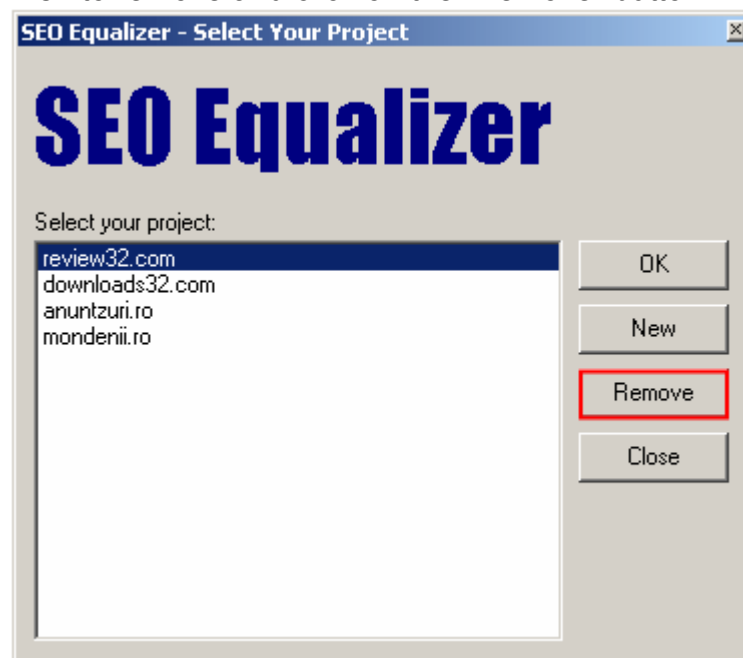 SEO Equalizer - Select Your Project
SEO Equalizer
Select your project:
review32.com
downloads32.com
anuntzuri.ro
mondenii.ro
OK
New
Remove
Close